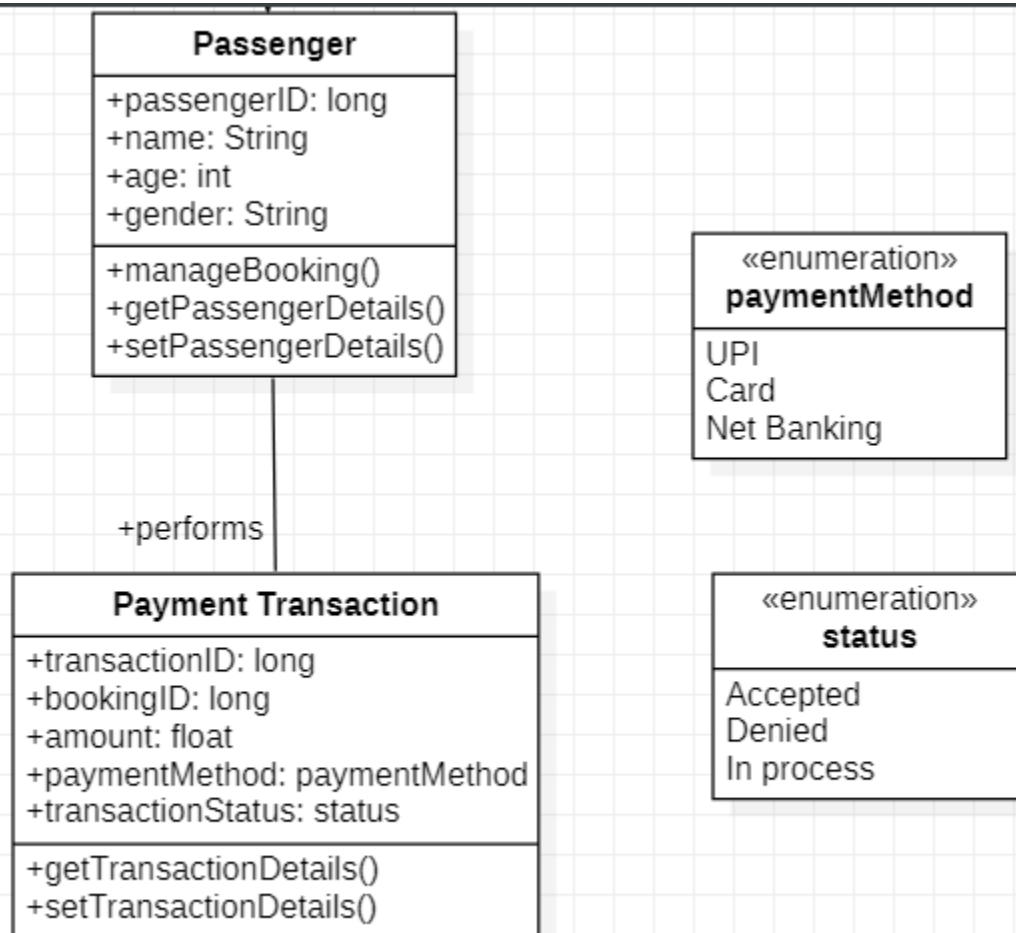 Passenger
+passengerID: long
+name: String
+age: int
+gender: String
+manageBooking()
+getPassengerDetails()
+setPassengerDetails()
«enumeration»
paymentMethod
UPI
Card
Net Banking
+performs
Payment Transaction
+transactionID: long
+bookingID: long
+amount: float
+paymentMethod: paymentMethod
+transactionStatus: status
+getTransactionDetails()
+setTransactionDetails()
«enumeration»
status
Accepted
Denied
In process